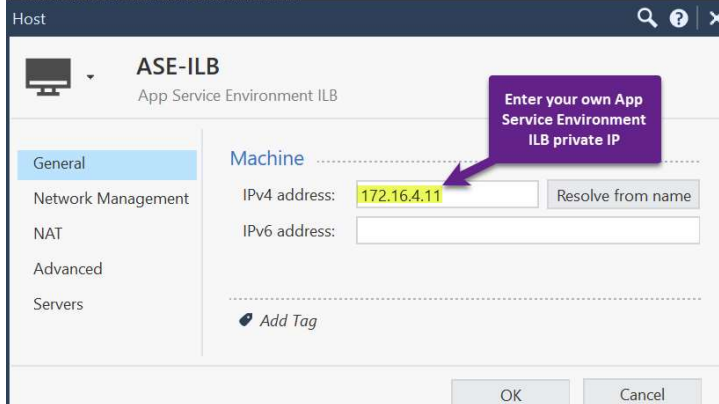 Host
ASE-ILB
App Service Environment ILB
Enter your own App
Service Environment
ILB private IP
General
Network Management
NAT
Advanced
Servers
Machine
IPv4 address: 172.16.4.11 Resolve from name
IPv6 address:
Add Tag
OK Cancel